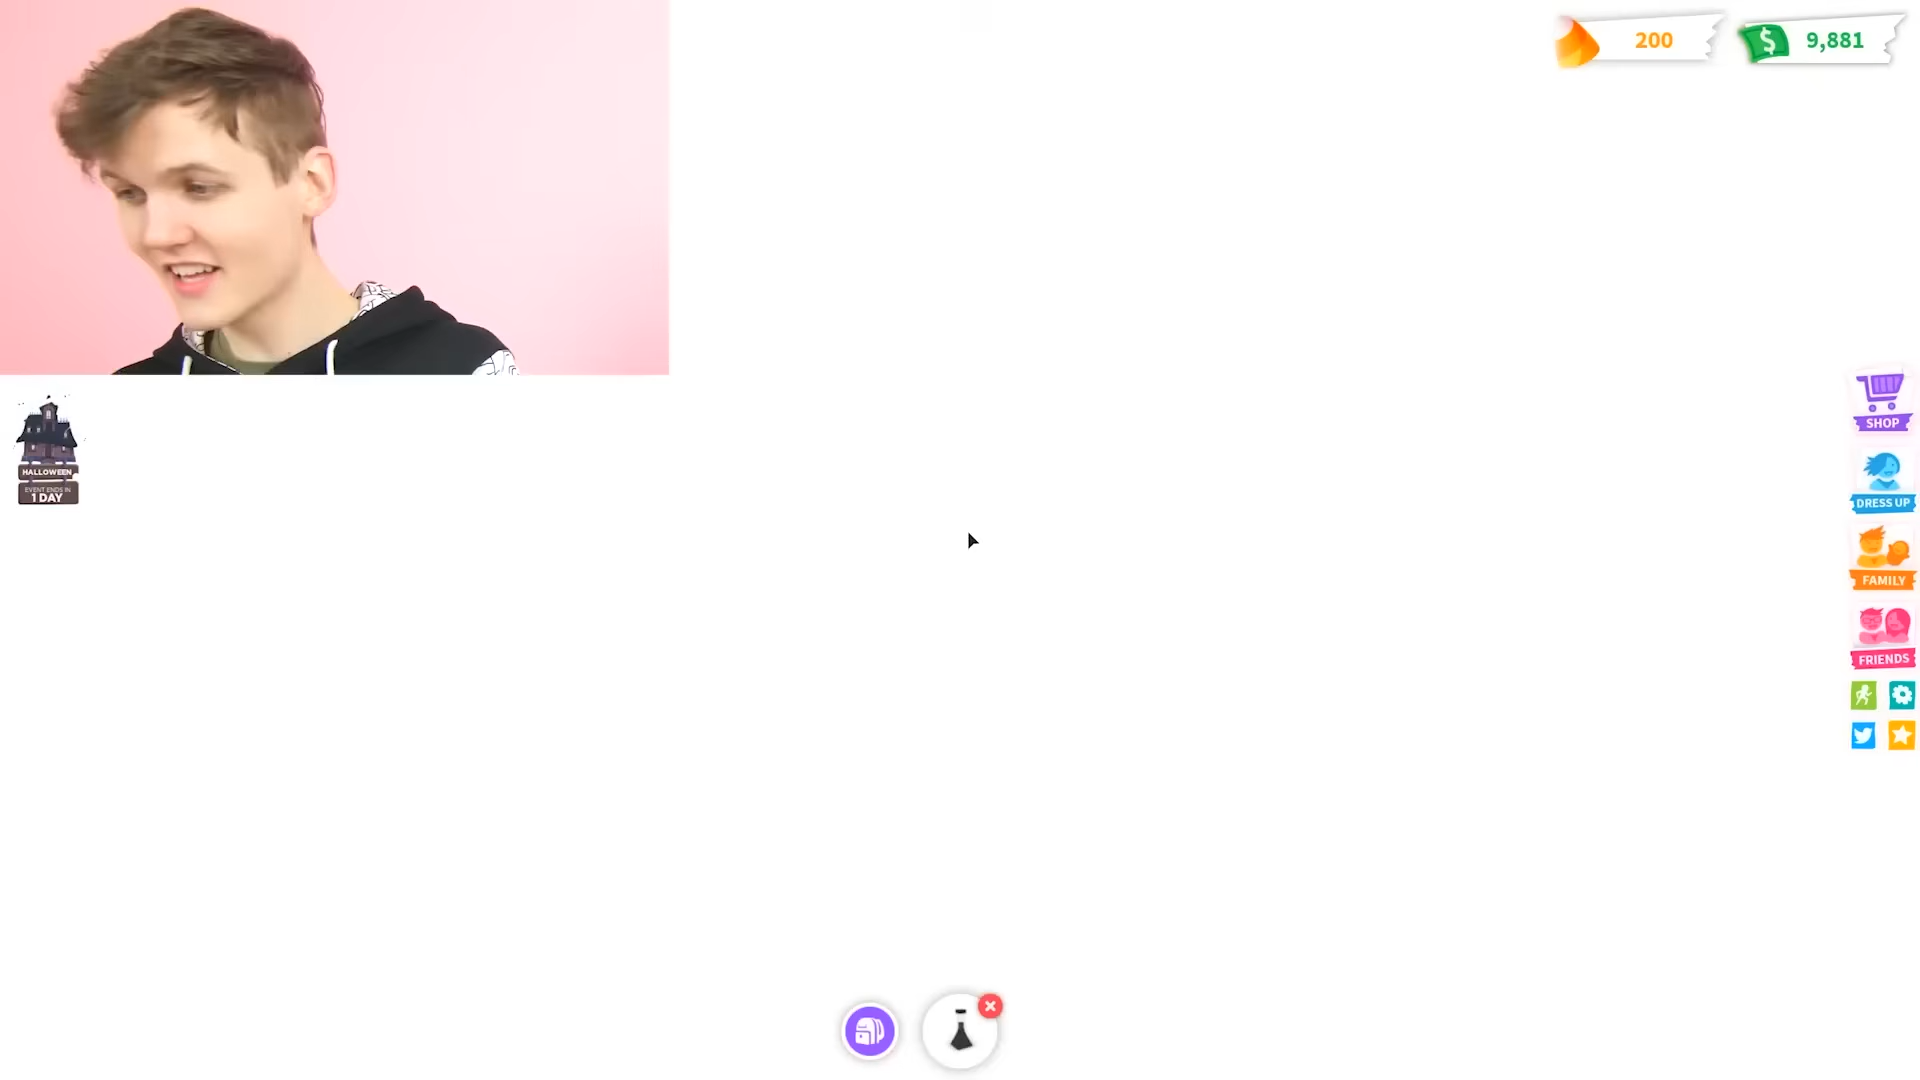 200
$ 9,881
SHOP
HALLOWEEN
EVENT ENDS IN
1 DAY
DRESS UP
FAMILY
FRIENDS